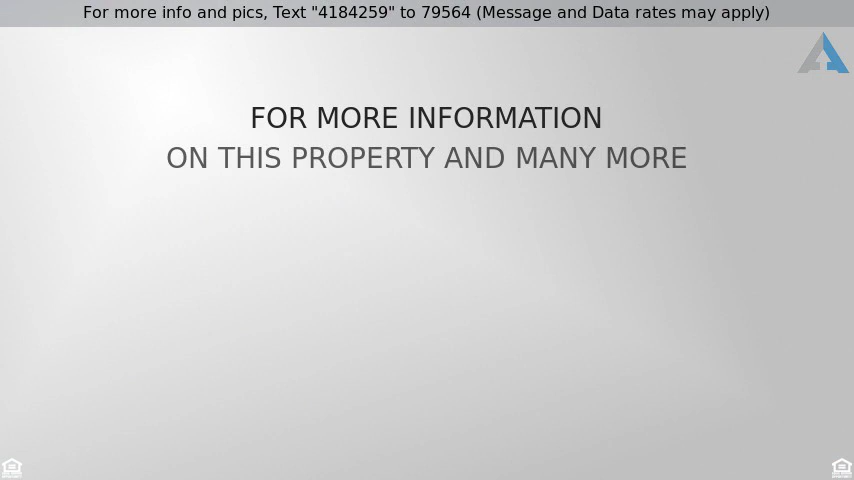 For more info and pics, Text "4184259" to 79564 (Message and Data rates may apply)
FOR MORE INFORMATION
ON THIS PROPERTY AND MANY MORE